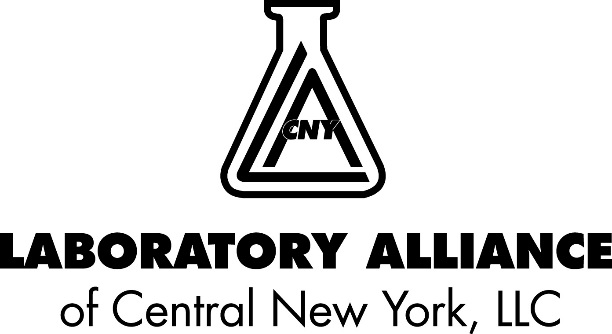 CNY
LABORATORY ALLIANCE
of Central New York, LLC